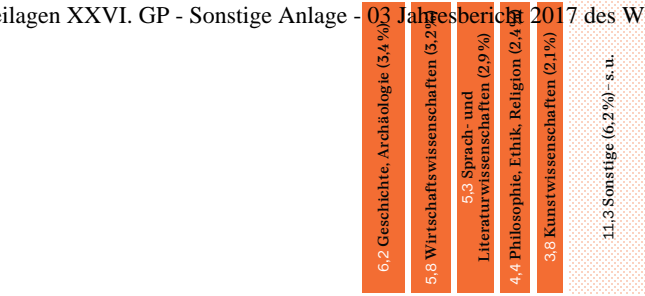 eilagen XXVI. GP - Sonstige Anlage - 03 Jahresbericht 2017 des W
6,2 Geschichte, Archäologie (3,4 %)
5,8 Wirtschaftswissenschaften (3,2 %)
5,3 Sprach- und
Literaturwissenschaften (2,9 %)
4,4 Philosophie, Ethik, Religion (2,4 %)
3,8 Kunstwissenschaften (2,1%)
11,3 Sonstige (6,2 %) - s. u.